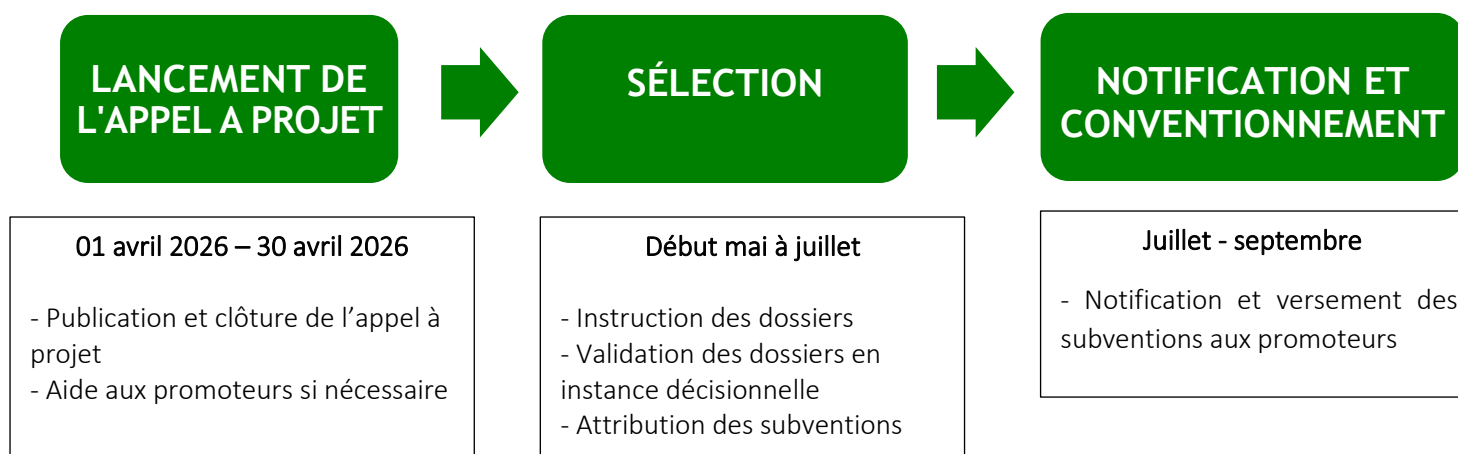 LANCEMENT DE
L'APPEL A PROJET
SÉLECTION
NOTIFICATION ET
CONVENTIONNEMENT
01 avril 2026 – 30 avril 2026
- Publication et clôture de l’appel à
projet
- Aide aux promoteurs si nécessaire
Début mai à juillet
- Instruction des dossiers
- Validation des dossiers en
instance décisionnelle
- Attribution des subventions
Juillet - septembre
- Notification et versement des
subventions aux promoteurs